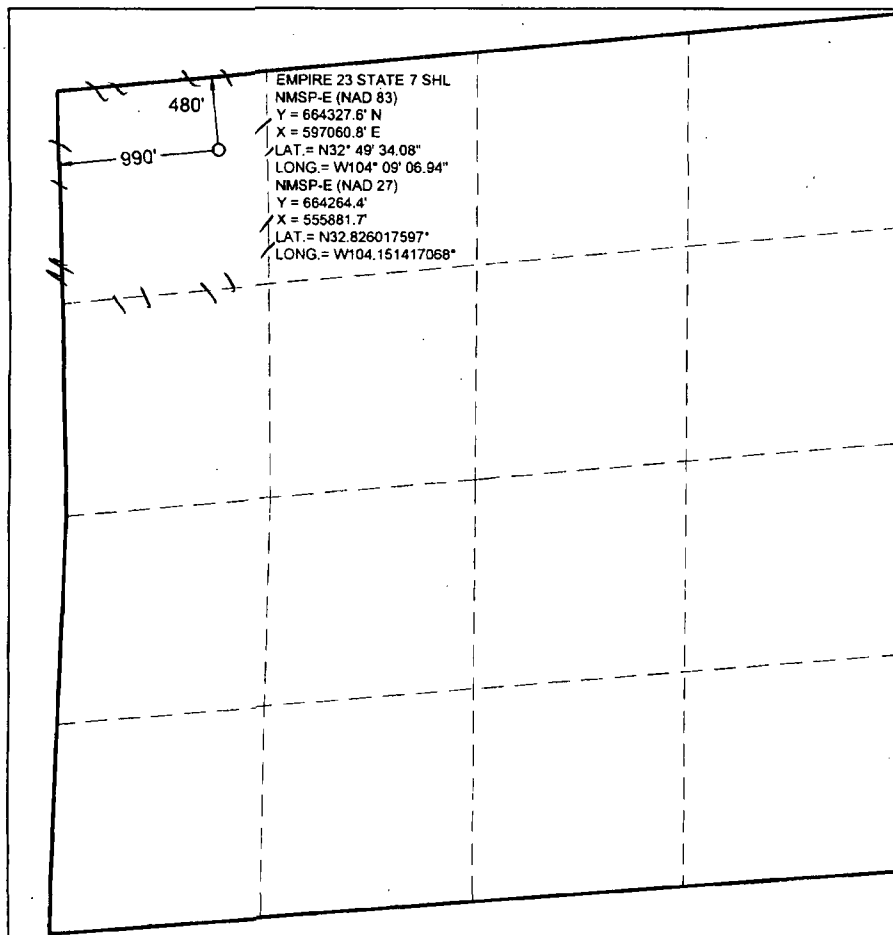 EMPIRE 23 STATE 7 SHL
NMSP-E (NAD 83)
Y = 664327.6' N
X = 597060.8' E
LAT.= N32° 49' 34.08"
LONG.= W104° 09' 06.94"
NMSP-E (NAD 27)
Y = 664264.4'
X = 555881.7'
LAT.= N32.826017597°
LONG.= W104.151417068°
480'
990'